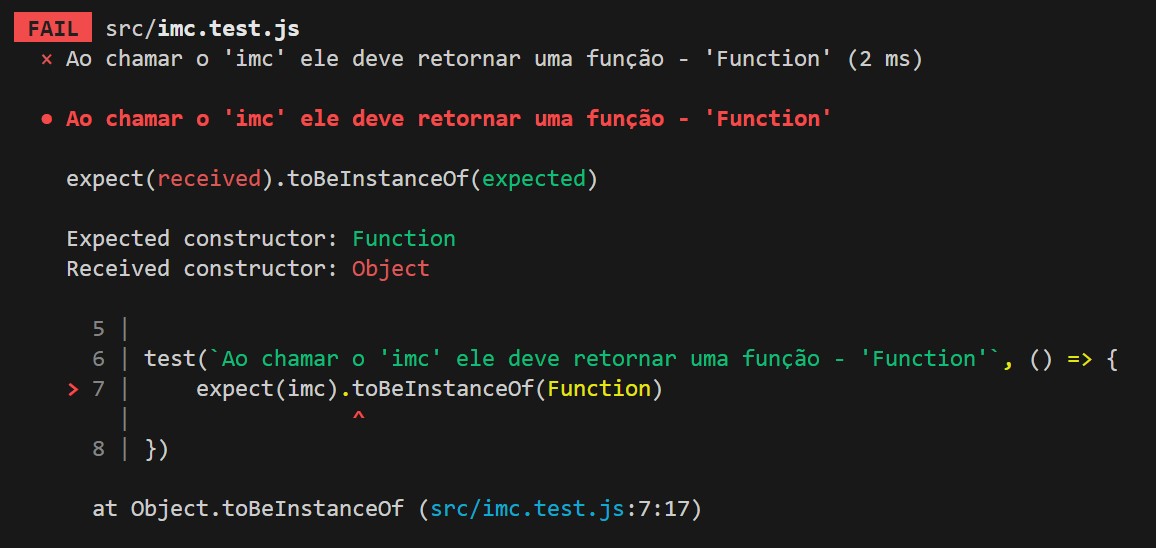 FAIL src/imc.test.js
× Ao chamar o 'imc' ele deve retornar uma função - 'Function' (2 ms)
● Ao chamar o 'imc' ele deve retornar uma função - 'Function'
expect(received).toBeInstanceOf(expected)
Expected constructor: Function
Received constructor: Object
5 |
6 | test(`Ao chamar o 'imc' ele deve retornar uma função - 'Function'`, () => {
> 7 |     expect(imc).toBeInstanceOf(Function)
|                 ^
8 | })
at Object.toBeInstanceOf (src/imc.test.js:7:17)